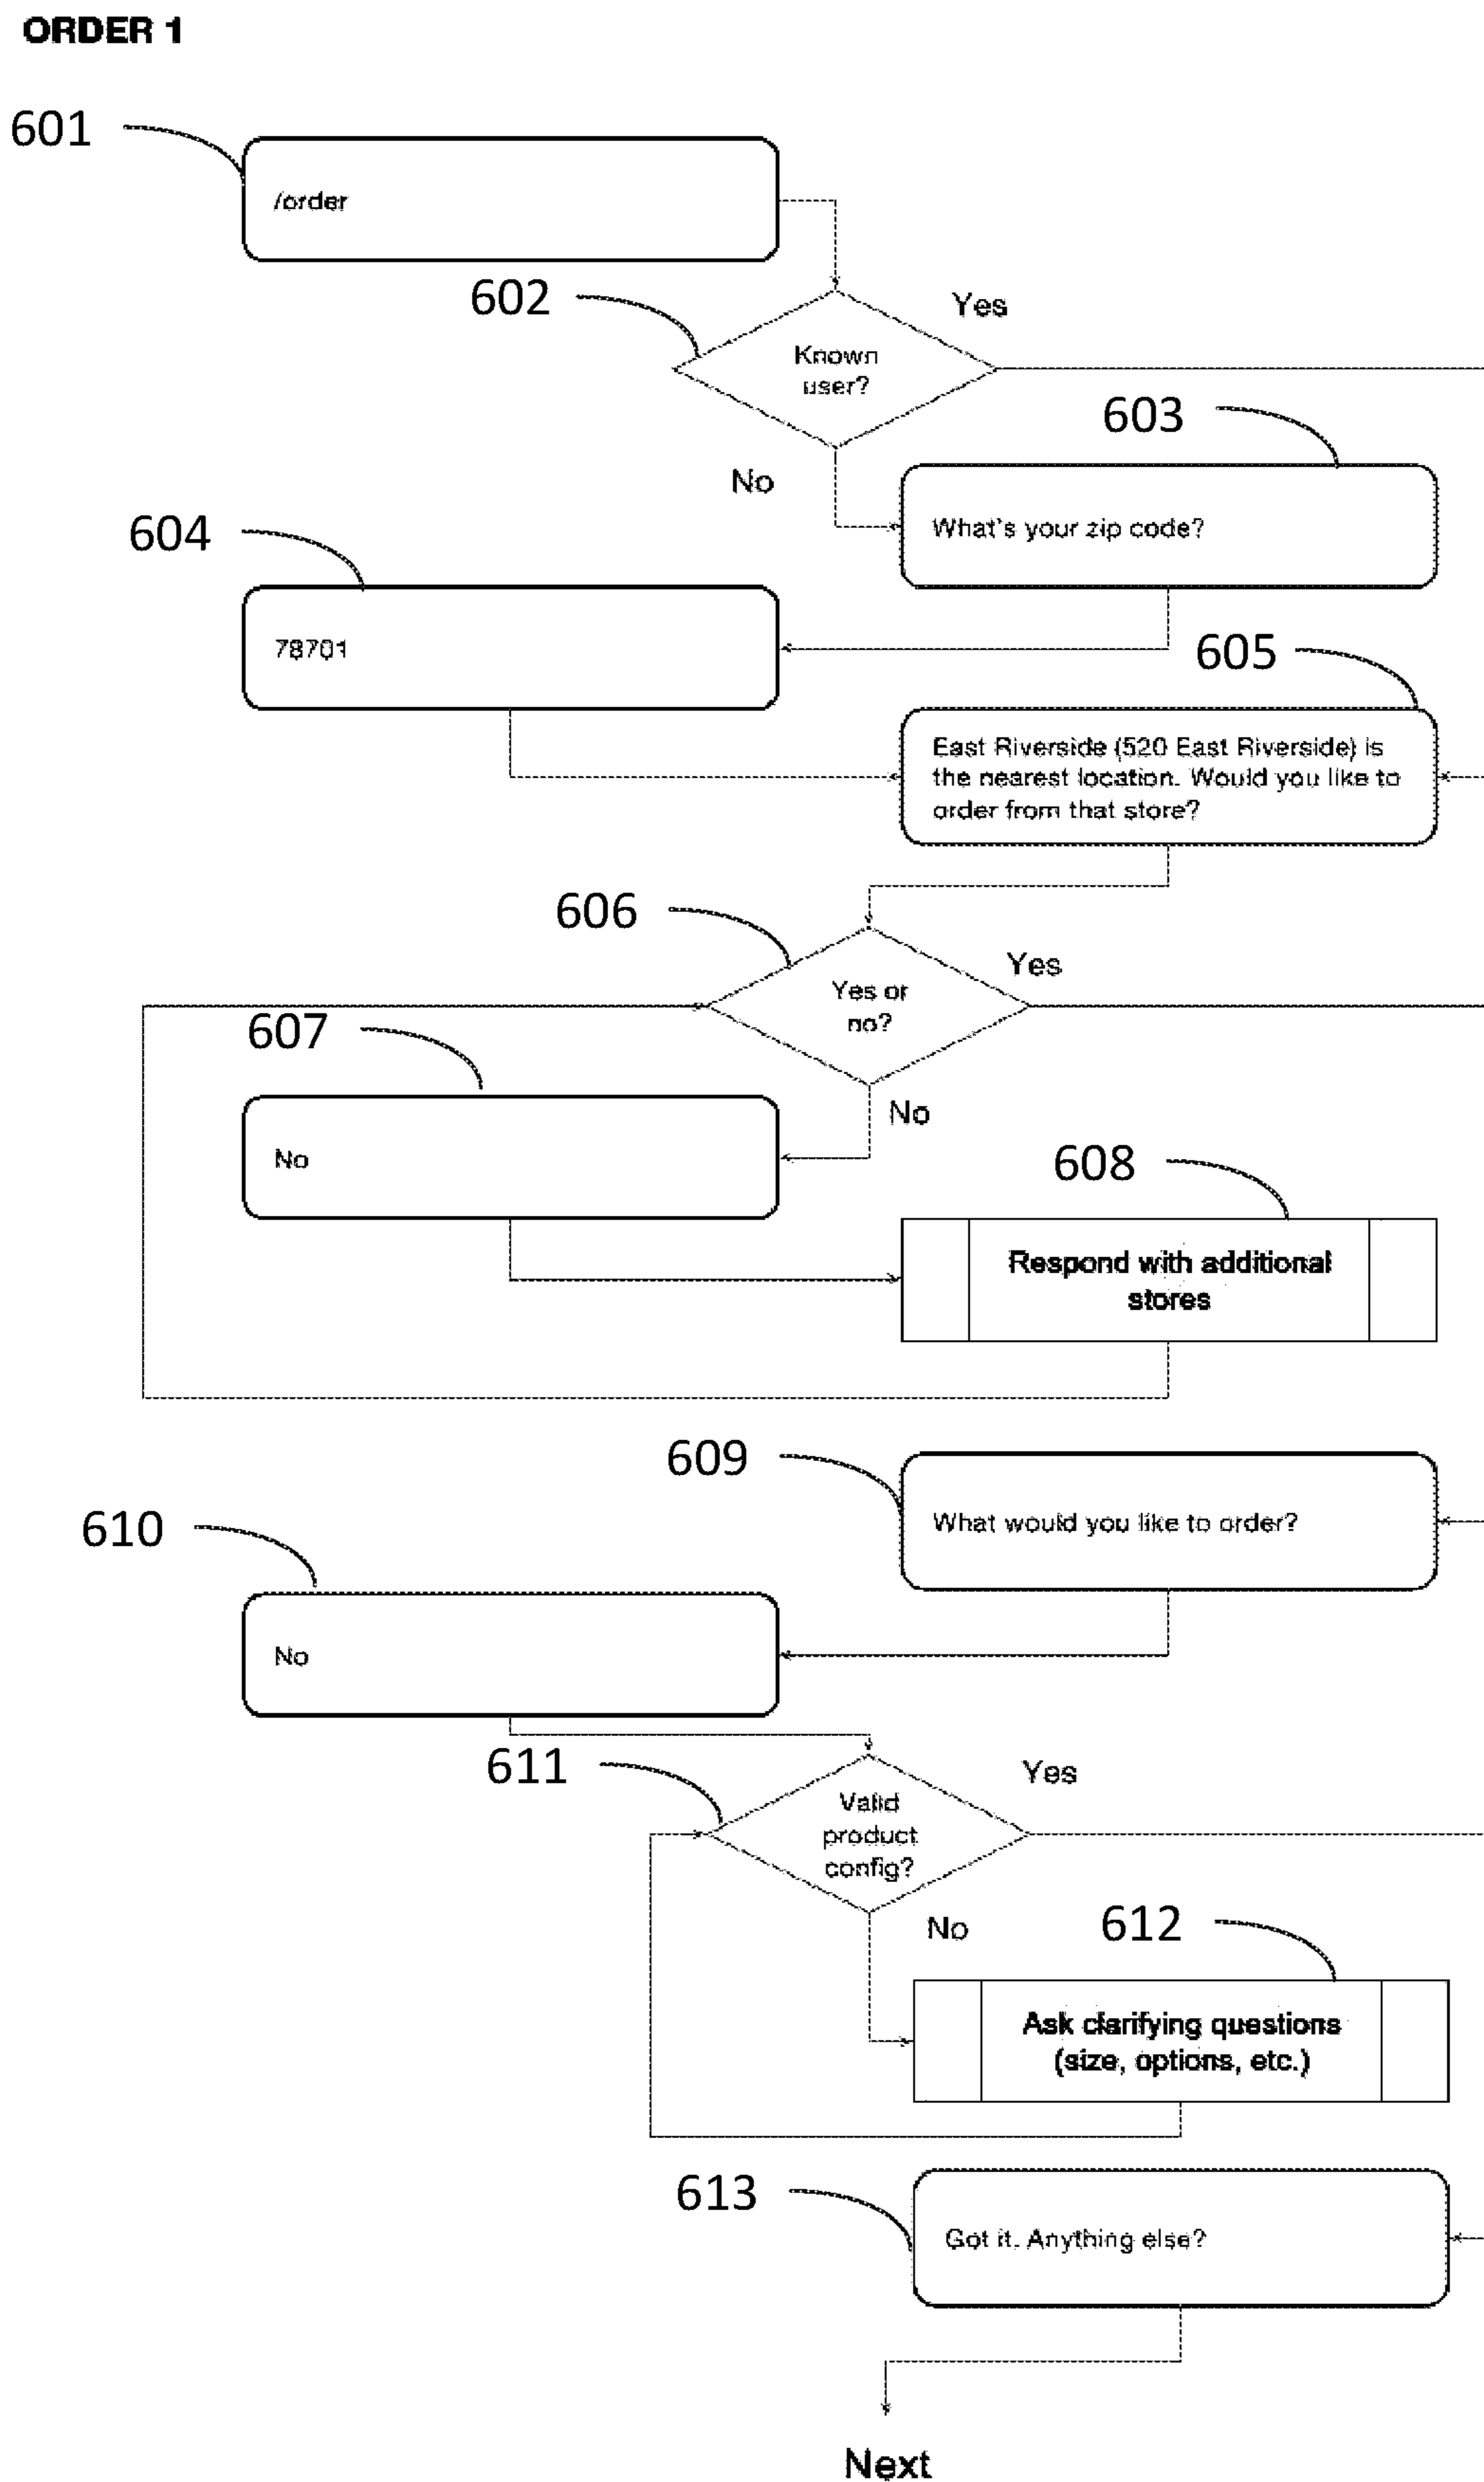 ORDER 1
601
/order
602
Yes
Known
user?
603
No
What's your zip code?
604
78701
605
East Riverside (520 East Riverside) is
the nearest location. Would you like to
order from that store?
606
Yes
Yes or
no?
607
No
No
608
Respond with additional
stores
609
What would you like to order?
610
No
611
Yes
Valid
product
config?
No
612
Ask clarifying questions
(size, options, etc.)
613
Got it. Anything else?
Next